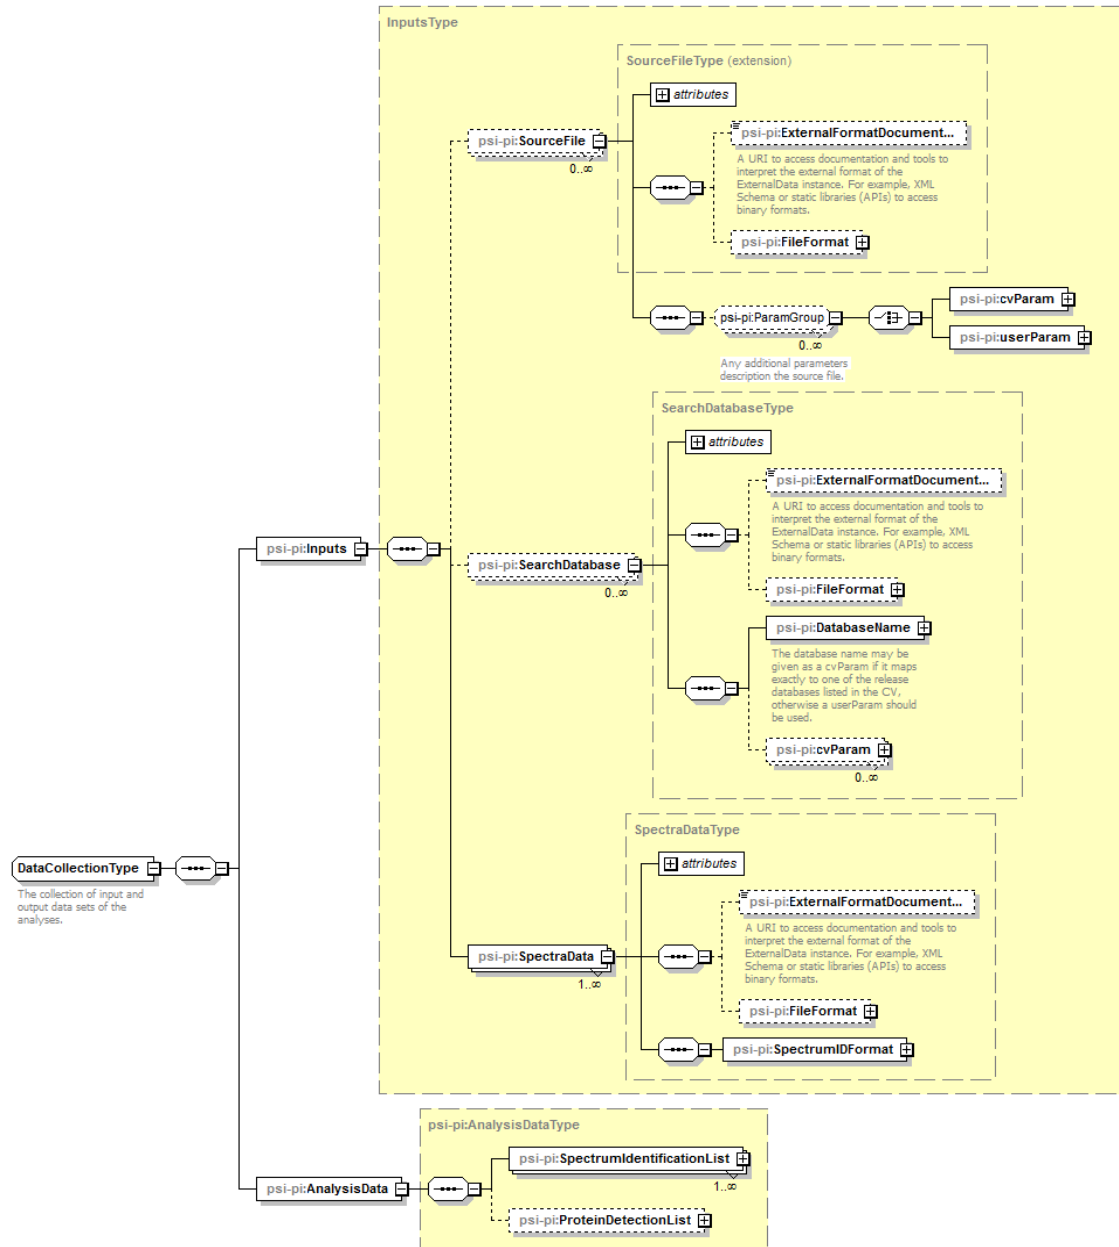 InputsType
SourceFileType (extension)
attributes
psi-pi:ExternalFormatDocument...
A URI to access documentation and tools to
interpret the external format of the
ExternalData instance. For example, XML
Schema or static libraries (APIs) to access
binary formats.
psi-pi:SourceFile
0..∞
psi-pi:FileFormat
psi-pi:ParamGroup
0..∞
Any additional parameters
description the source file.
psi-pi:cvParam
psi-pi:userParam
SearchDatabaseType
attributes
psi-pi:ExternalFormatDocument...
A URI to access documentation and tools to
interpret the external format of the
ExternalData instance. For example, XML
Schema or static libraries (APIs) to access
binary formats.
psi-pi:Inputs
psi-pi:SearchDatabase
0..∞
psi-pi:FileFormat
psi-pi:DatabaseName
The database name may be
given as a cvParam if it maps
exactly to one of the release
databases listed in the CV,
otherwise a userParam should
be used.
psi-pi:cvParam
0..∞
SpectraDataType
attributes
DataCollectionType
The collection of input and
output data sets of the
analyses.
psi-pi:ExternalFormatDocument...
A URI to access documentation and tools to
interpret the external format of the
ExternalData instance. For example, XML
Schema or static libraries (APIs) to access
binary formats.
psi-pi:SpectraData
1..∞
psi-pi:FileFormat
psi-pi:SpectrumIDFormat
psi-pi:AnalysisDataType
psi-pi:SpectrumIdentificationList
1..∞
psi-pi:AnalysisData
psi-pi:ProteinDetectionList